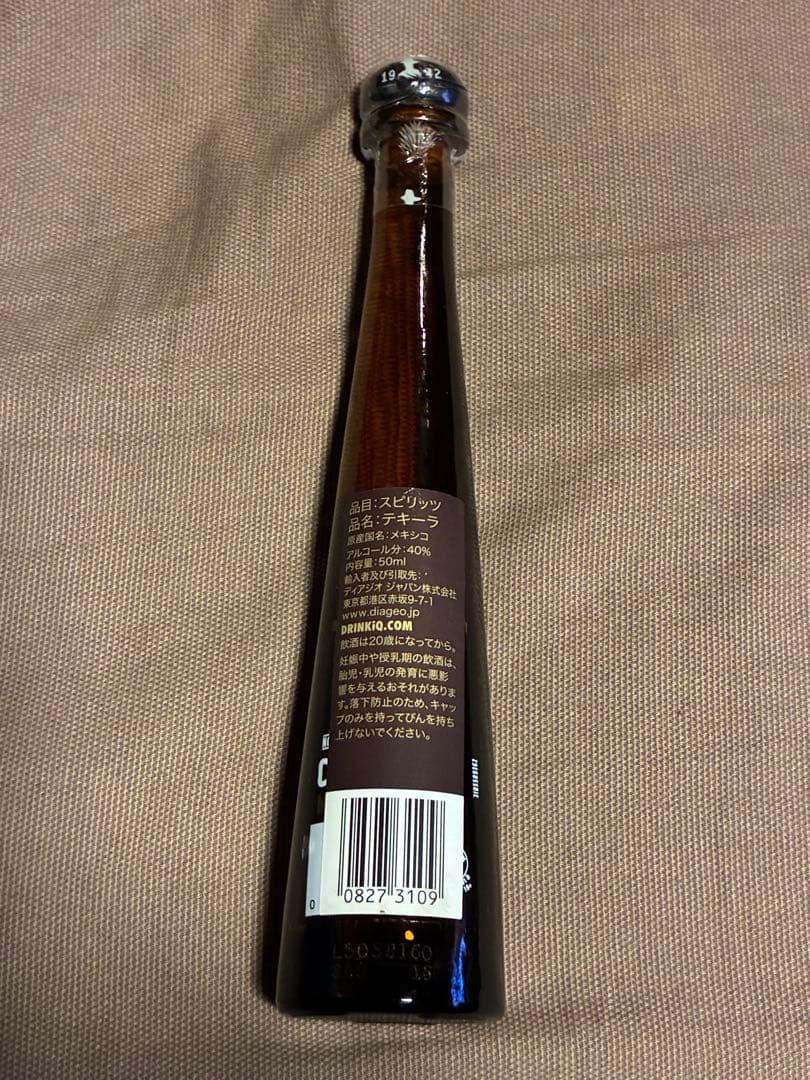 19 42
品目：スピリッツ
品名：テキーラ
原産国名：メキシコ
アルコール分：40%
内容量：50ml
輸入者及び引取先：
ディアジオ ジャパン株式会社
東京都港区赤坂9-7-1
www.diageo.jp
DRINKiQ.COM
飲酒は20歳になってから。
妊娠中や授乳期の飲酒は、
胎児・乳児の発育に悪影
響を与えるおそれがありま
す。落下防止のため、キャッ
プのみを持ってびんを持ち
上げないでください。
0
0827 3109